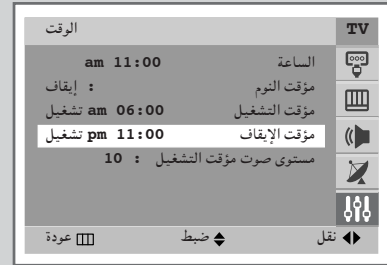 TV الوقت
الساعة 11:00 am
مؤقت النوم : إيقاف
مؤقت التشغيل 06:00 am تشغيل
مؤقت الإيقاف 11:00 pm تشغيل
مستوى صوت مؤقت التشغيل : 10
نقل ضبط عودة